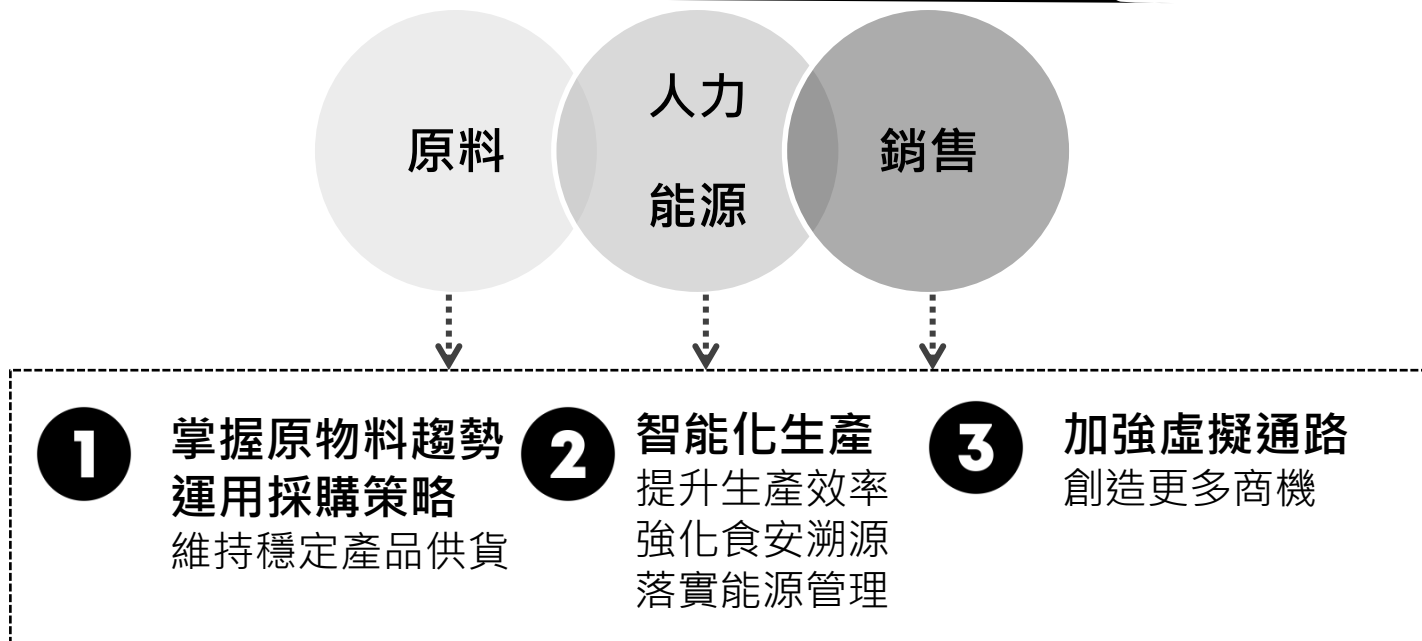 原料
人力
能源
銷售
1
掌握原物料趨勢
運用採購策略
維持穩定產品供貨
2
智能化生產
提升生產效率
強化食安溯源
落實能源管理
3
加強虛擬通路
創造更多商機